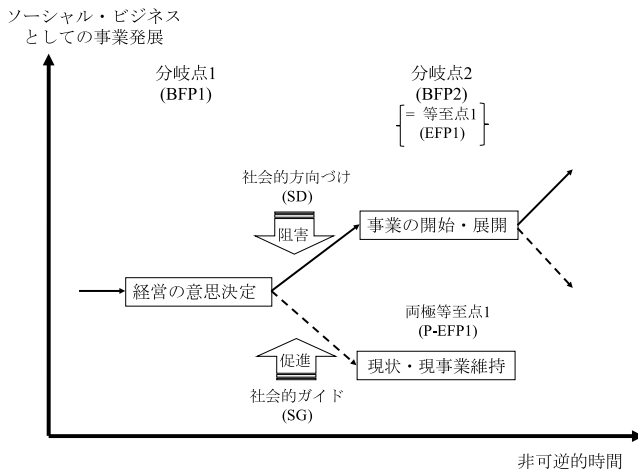 ソーシャル・ビジネス
としての事業発展
分岐点1
(BFP1)
分岐点2
(BFP2)
= 等至点1
(EFP1)
社会的方向づけ
(SD)
阻害
事業の開始・展開
経営の意思決定
両極等至点1
(P-EFP1)
促進
現状・現事業維持
社会的ガイド
(SG)
非可逆的時間